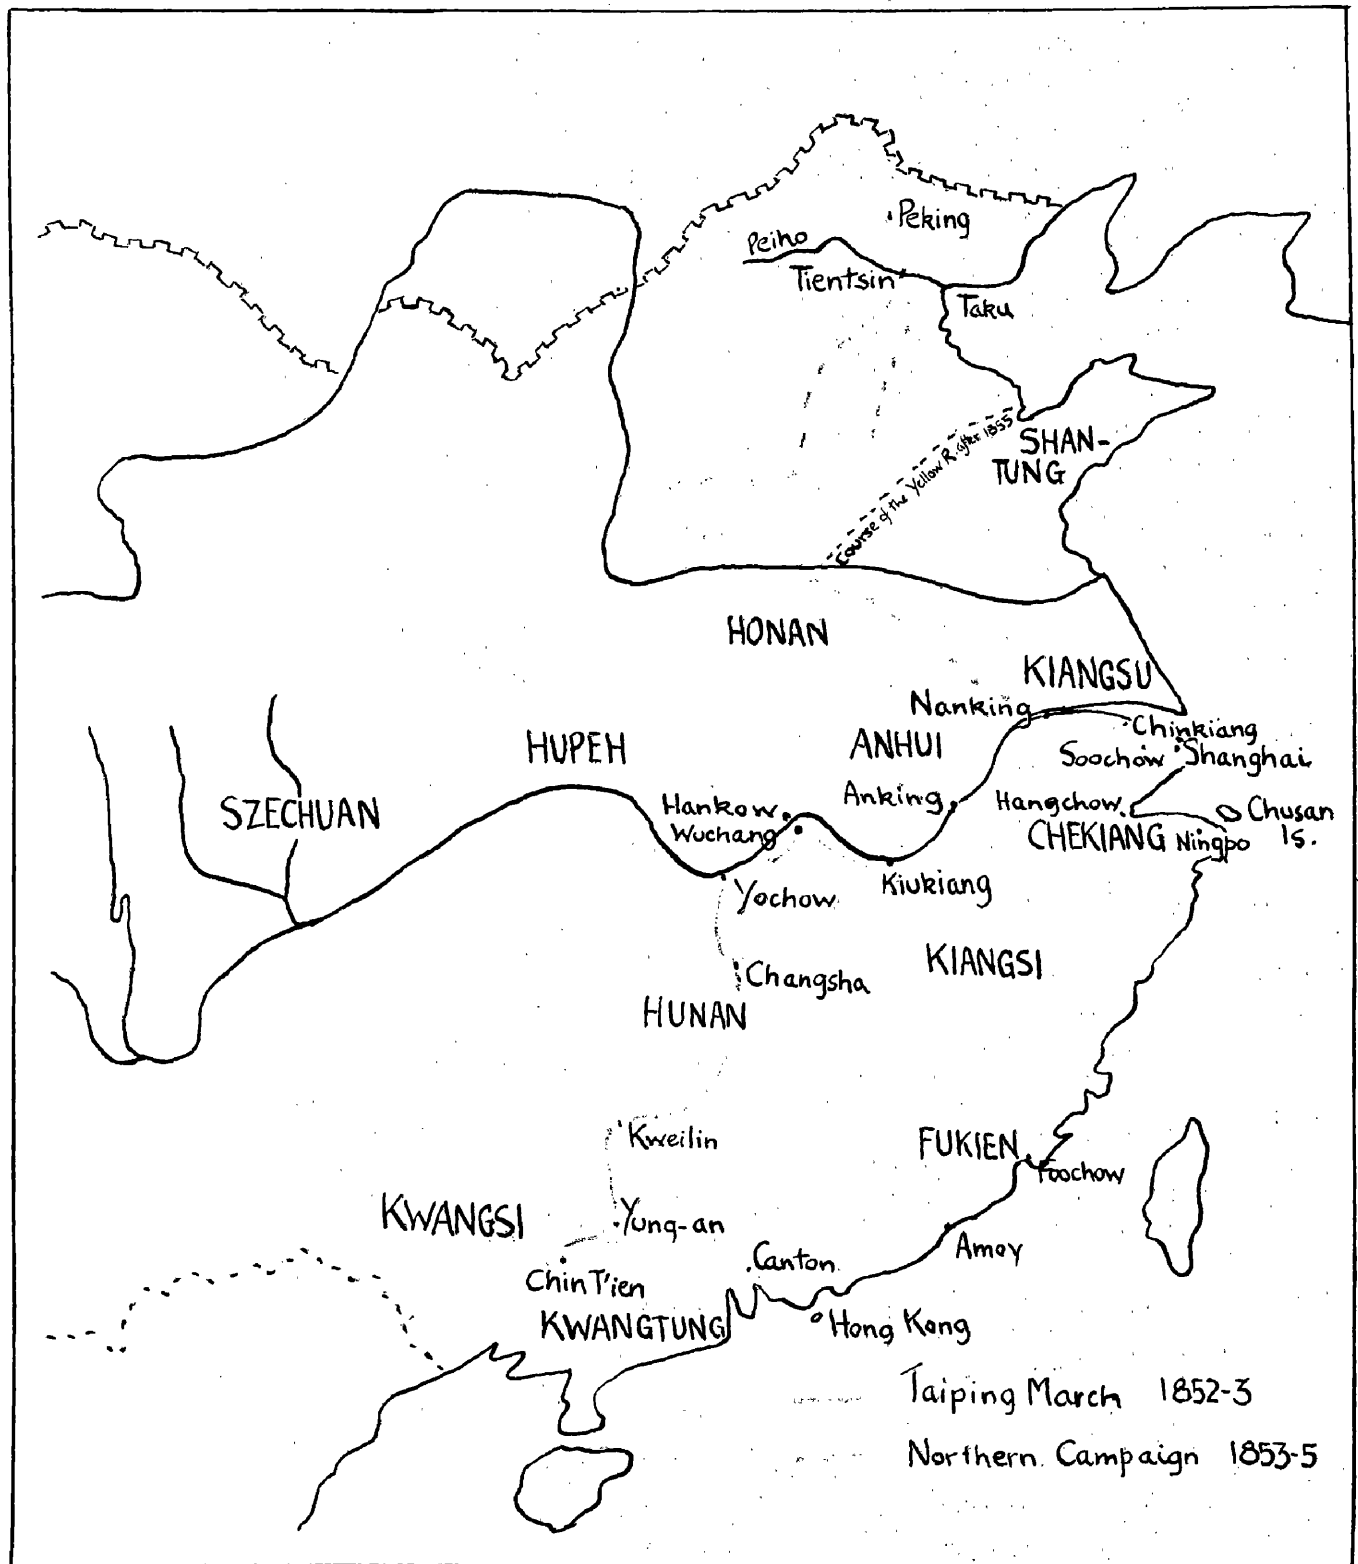 Peking
Peiho
Tientsin
Taku
Course of the Yellow R. after 1855
SHAN-
TUNG
HONAN
KIANGSU
Nanking
Chinkiang
HUPEH
ANHUI
Soochow
Shanghai
SZECHUAN
Hankow
Anking
Hangchow
Chusan
Is.
Wuchang
CHEKIANG
Ningpo
Yochow
Kiukiang
KIANGSI
Changsha
HUNAN
Kweilin
FUKIEN
Foochow
KWANGSI
Yung-an
Amoy
Canton
Chin T'ien
KWANGTUNG
Hong Kong
Taiping March 1852-3
Northern Campaign 1853-5